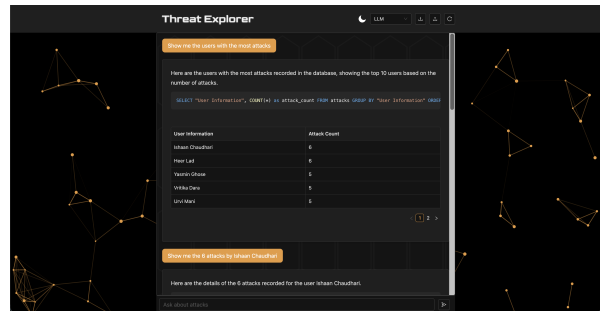 Threat Explorer
LLM
Show me the users with the most attacks
Here are the users with the most attacks recorded in the database, showing the top 10 users based on the
number of attacks.
SELECT "User Information", COUNT(*) as attack_count FROM attacks GROUP BY "User Information" ORDER
User Information Attack Count
Ishaan Chaudhari 6
Heer Lad 6
Yasmin Ghose 5
Vritika Dara 5
Urvi Mani 5
1 2
Show me the 6 attacks by Ishaan Chaudhari
Here are the details of the 6 attacks recorded for the user Ishaan Chaudhari.
Ask about attacks